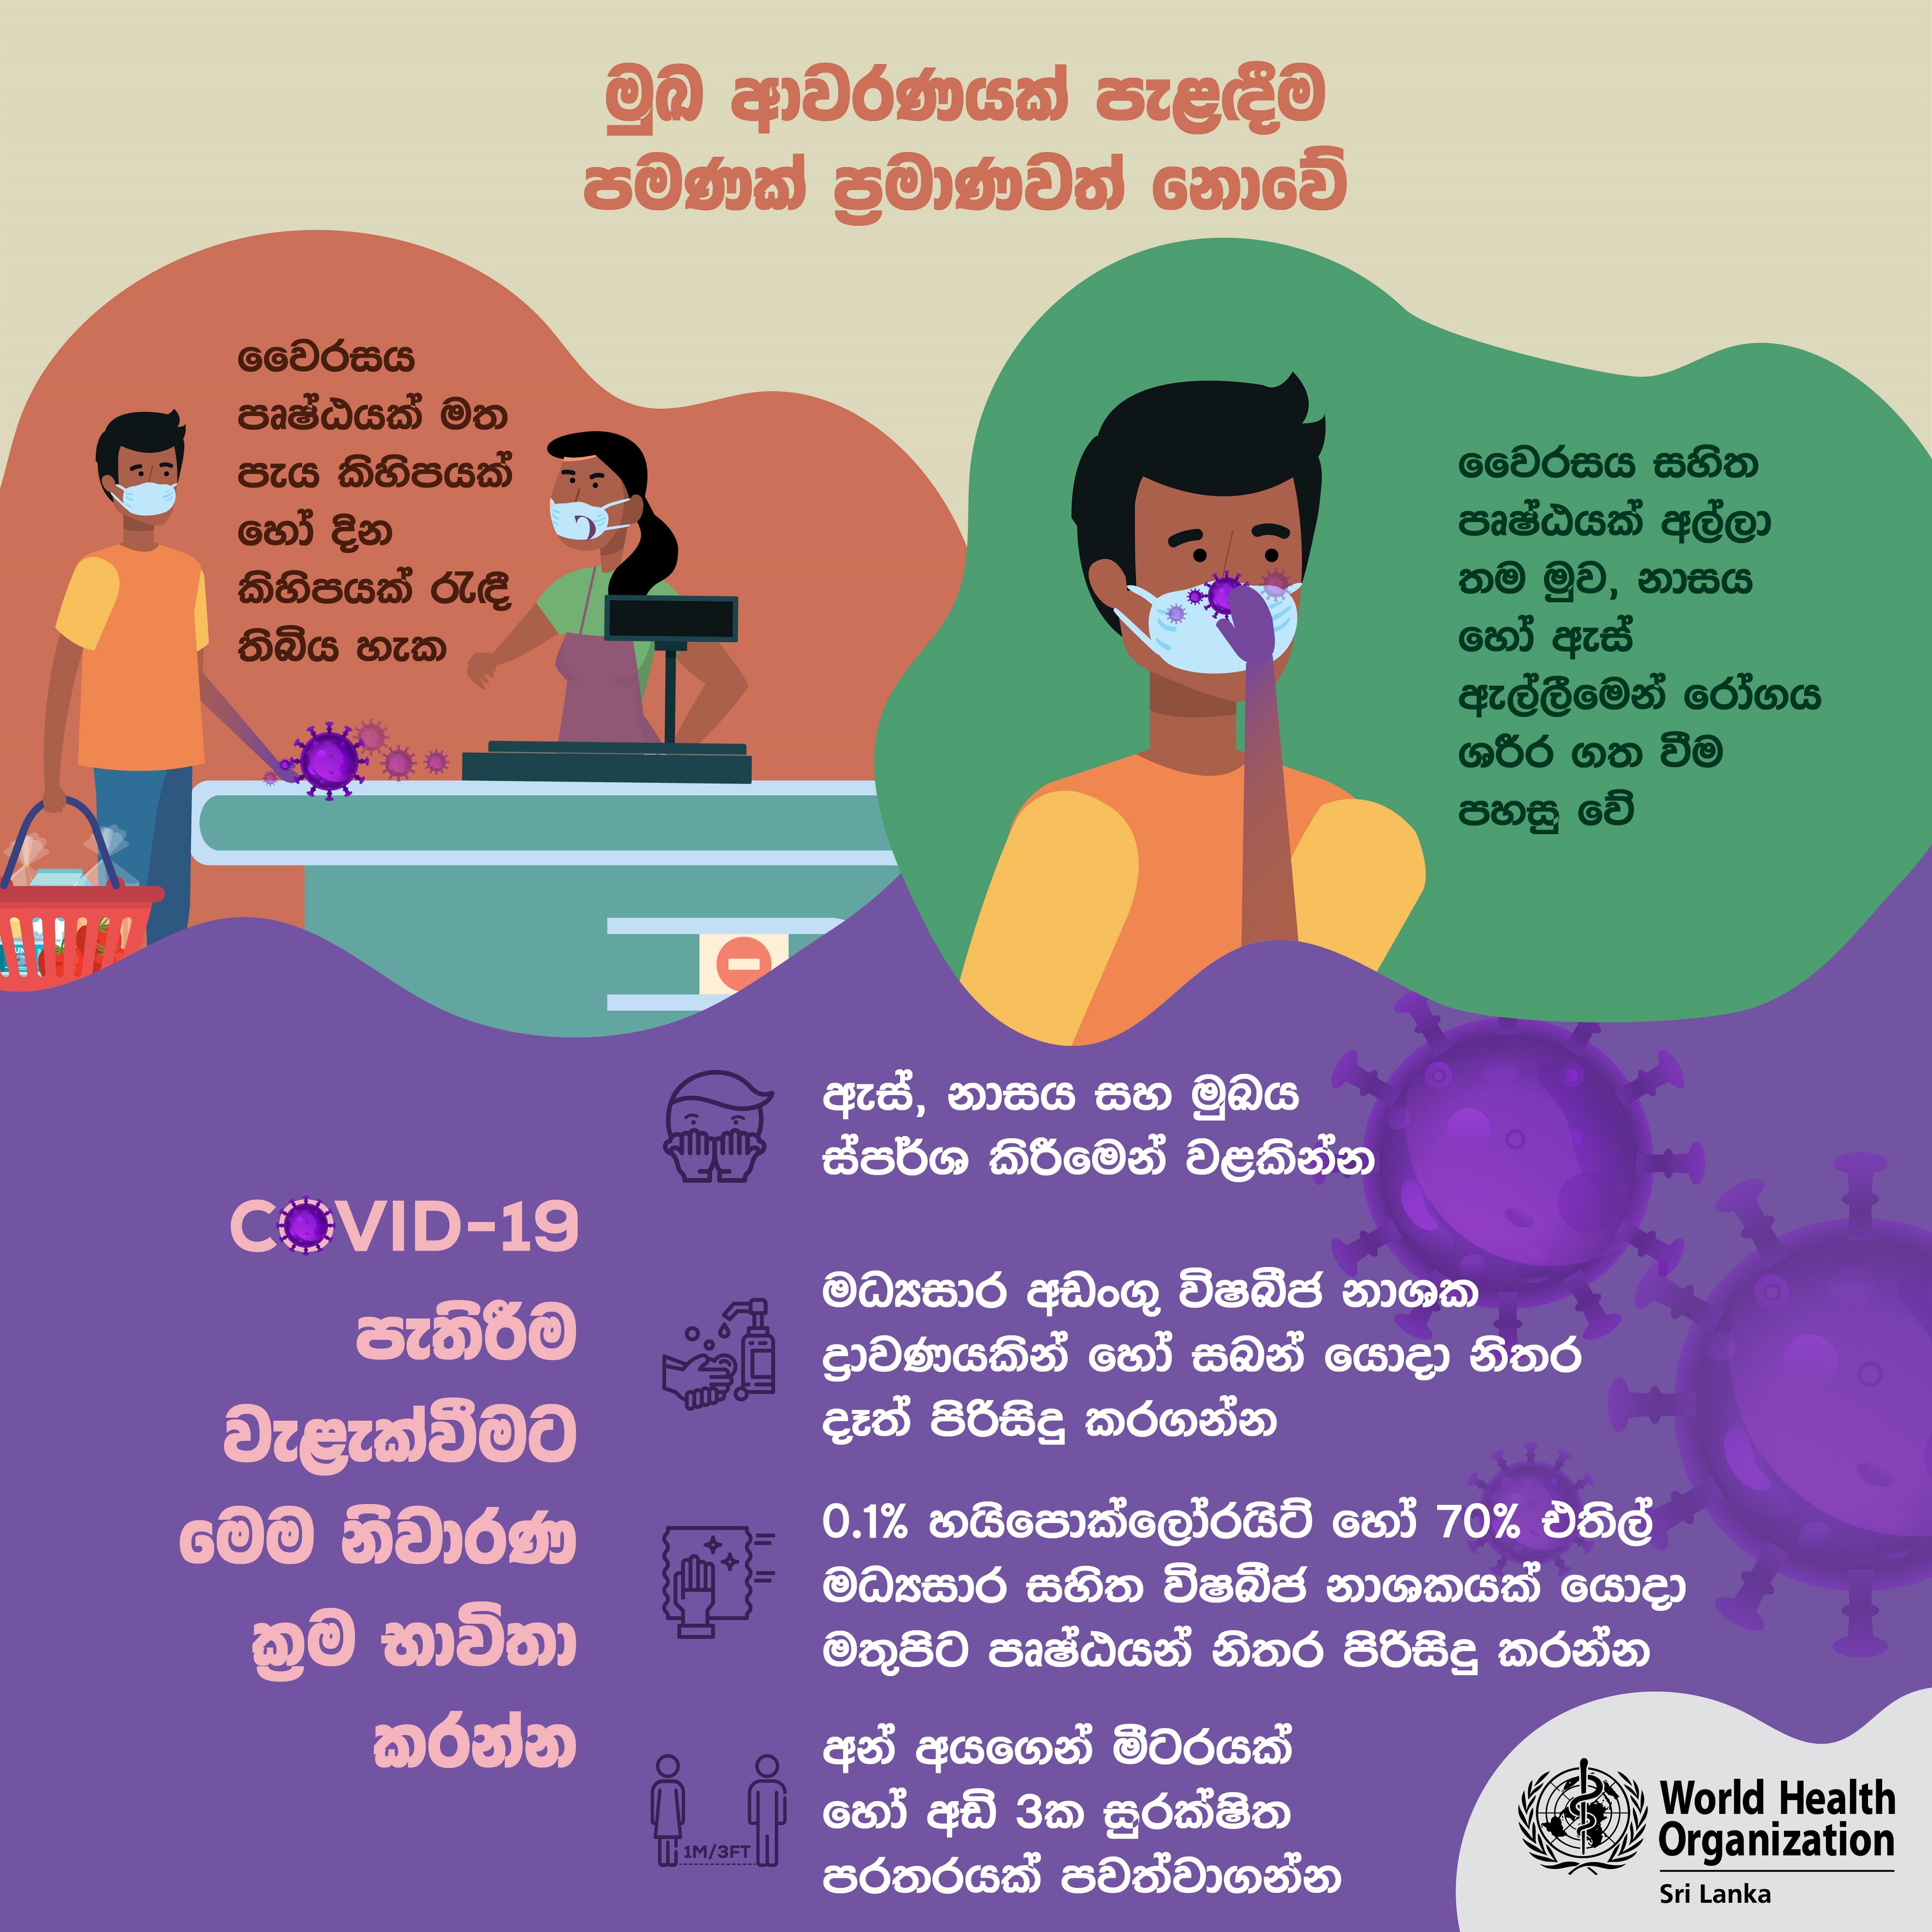 මුඛ ආවරණයක් පැළඳීම
පමණක් ප්‍රමාණවත් නොවේ
වෛරසය
පෘෂ්ඨයක් මත
පැය කිහිපයක්
හෝ දින
කිහිපයක් රැඳී
තිබිය හැක
වෛරසය සහිත
පෘෂ්ඨයක් අල්ලා
තම මුව, නාසය
හෝ ඇස්
ඇල්ලීමෙන් රෝගය
ශරීර ගත වීම
පහසු වේ
COVID-19
පැතිරීම
වැළැක්වීමට
මෙම නිවාරණ
ක්‍රම භාවිතා
කරන්න
ඇස්, නාසය සහ මුඛය
ස්පර්ශ කිරීමෙන් වළකින්න
මධ්‍යසාර අඩංගු විෂබීජ නාශක
ද්‍රාවණයකින් හෝ සබන් යොදා නිතර
දෑත් පිරිසිදු කරගන්න
0.1% හයිපොක්ලෝරයිට් හෝ 70% එතිල්
මධ්‍යසාර සහිත විෂබීජ නාශකයක් යොදා
මතුපිට පෘෂ්ඨයන් නිතර පිරිසිදු කරන්න
අන් අයගෙන් මීටරයක්
හෝ අඩි 3ක සුරක්ෂිත
පරතරයක් පවත්වාගන්න
1M/3FT
World Health
Organization
Sri Lanka